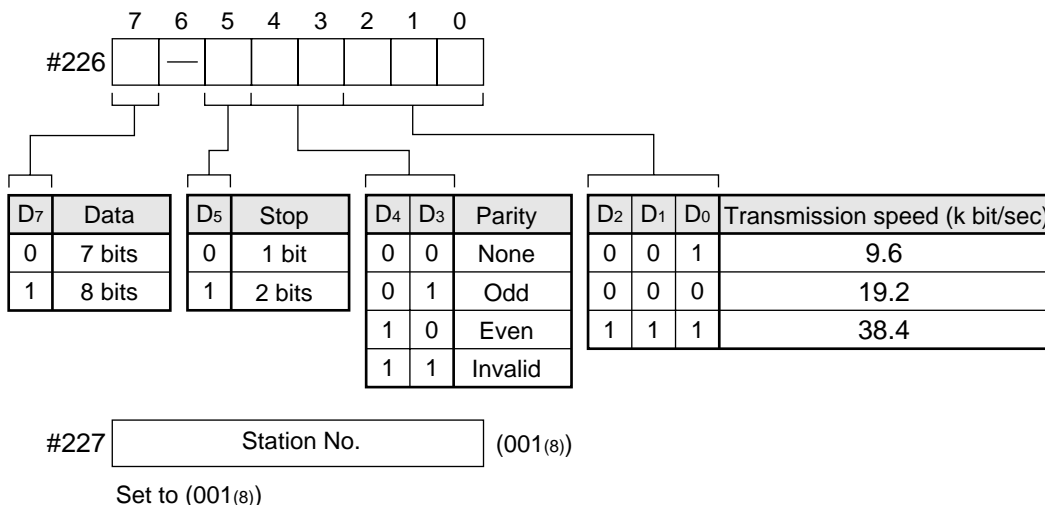 7 6 5 4 3 2 1 0
#226 —
D7 Data
0 7 bits
1 8 bits
D5 Stop
0 1 bit
1 2 bits
D4 D3 Parity
0 0 None
0 1 Odd
1 0 Even
1 1 Invalid
D2 D1 D0 Transmission speed (k bit/sec)
0 0 1 9.6
0 0 0 19.2
1 1 1 38.4
#227 Station No. (001(8))
Set to (001(8))